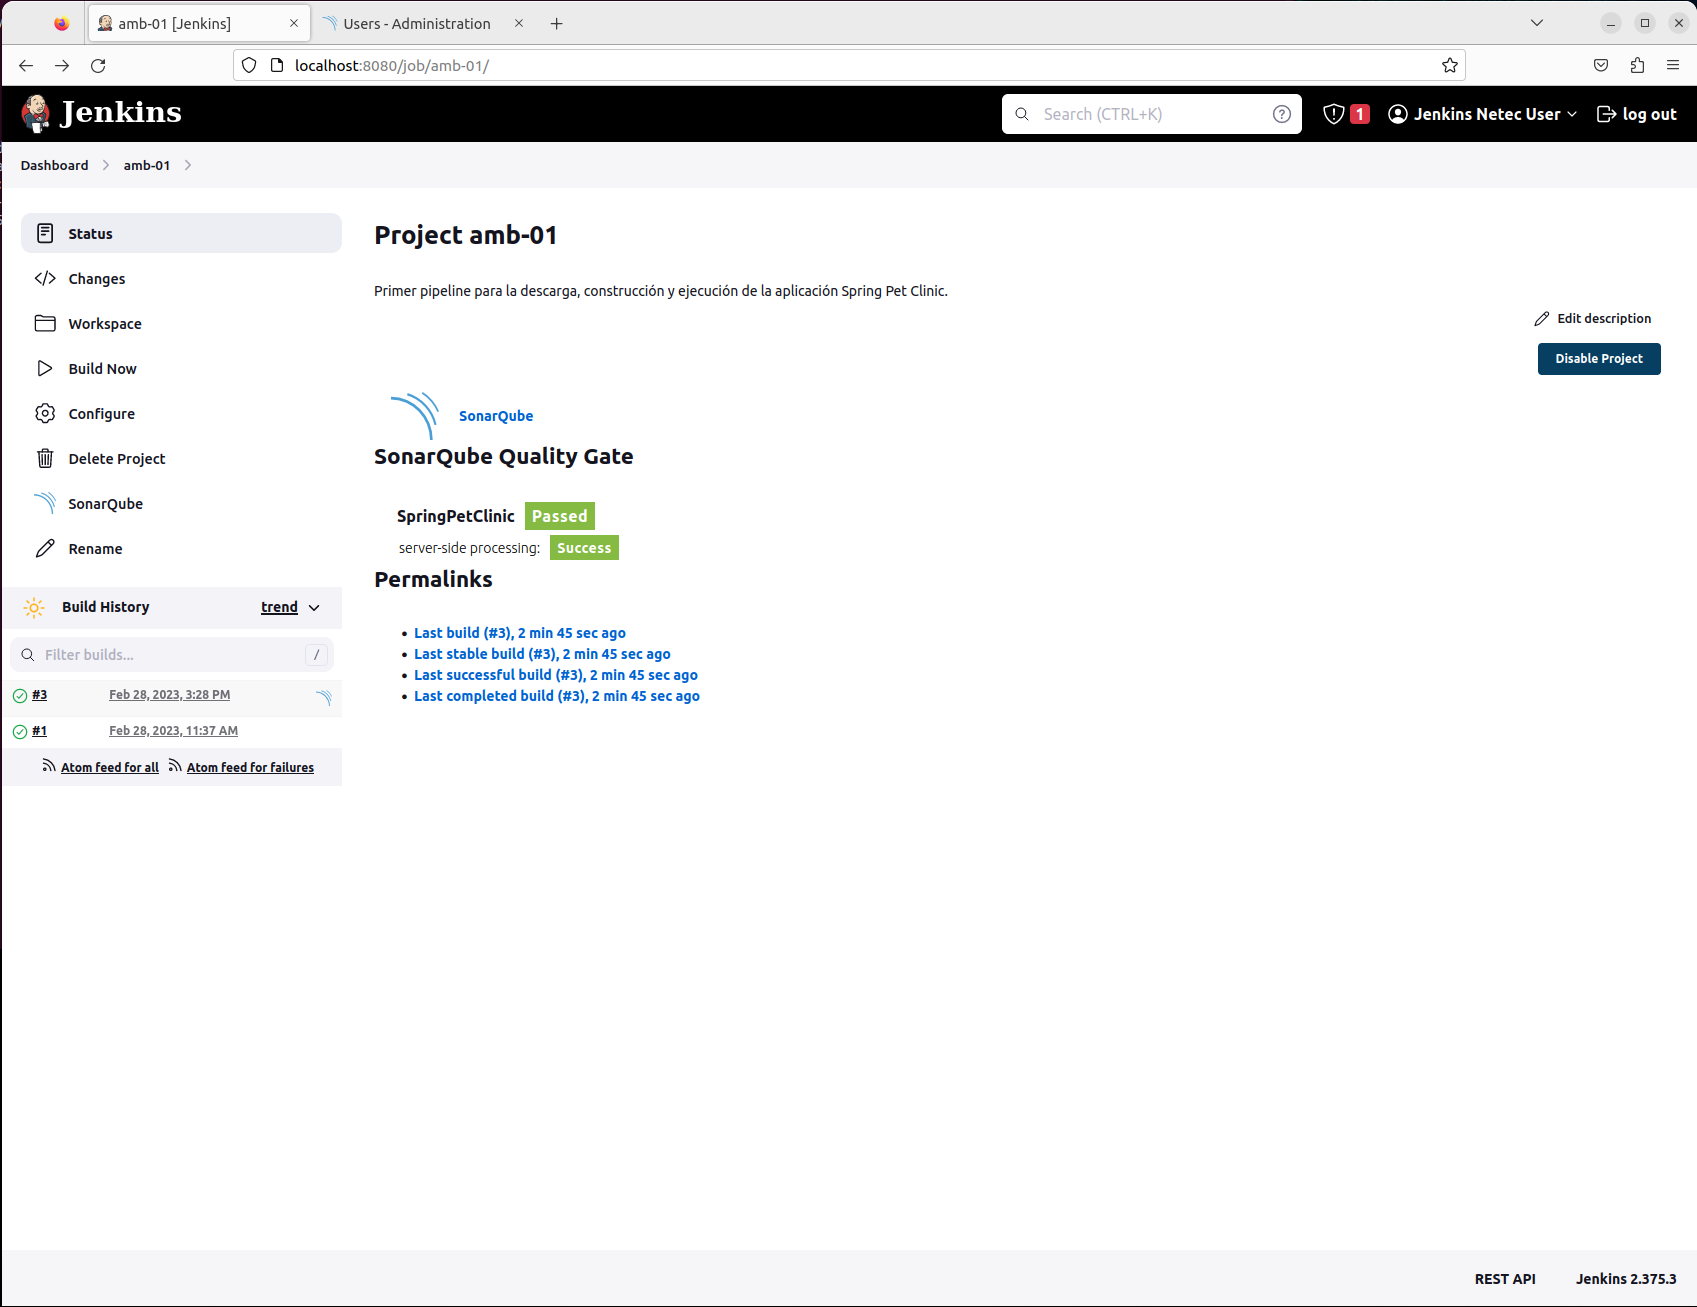 amb-01 [Jenkins]
Users - Administration
localhost:8080/job/amb-01/
Jenkins
Search (CTRL+K)
?
1
Jenkins Netec User
log out
Dashboard
amb-01
Status
Changes
Workspace
Build Now
Configure
Delete Project
SonarQube
Rename
Build History
trend
Filter builds...
/
#3
Feb 28, 2023, 3:28 PM
#1
Feb 28, 2023, 11:37 AM
Atom feed for all
Atom feed for failures
Project amb-01
Primer pipeline para la descarga, construcción y ejecución de la aplicación Spring Pet Clinic.
Edit description
Disable Project
SonarQube
SonarQube Quality Gate
SpringPetClinic
Passed
server-side processing:
Success
Permalinks
Last build (#3), 2 min 45 sec ago
Last stable build (#3), 2 min 45 sec ago
Last successful build (#3), 2 min 45 sec ago
Last completed build (#3), 2 min 45 sec ago
REST API
Jenkins 2.375.3